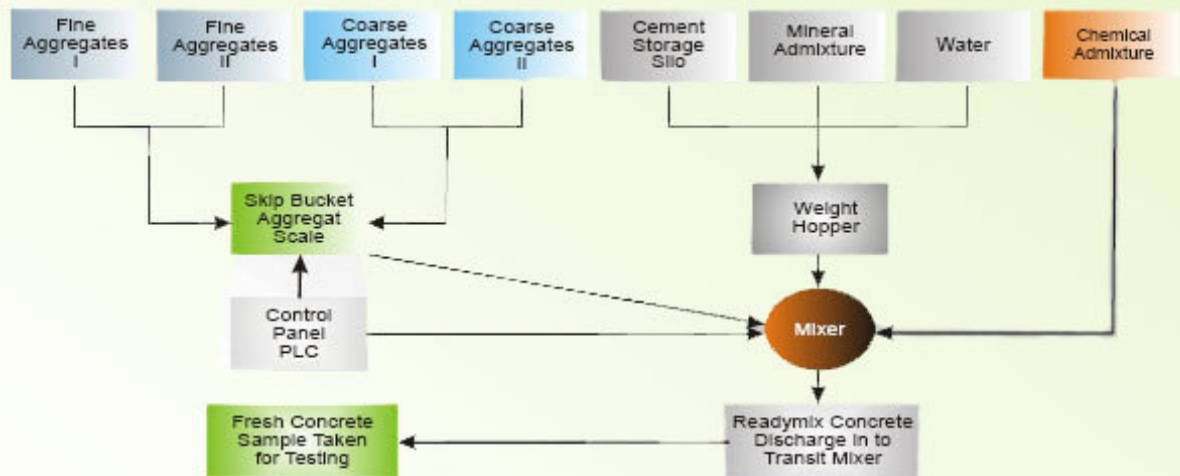 Fine
Aggregates
I
Fine
Aggregates
II
Coarse
Aggregates
I
Coarse
Aggregates
II
Cement
Storage
Silo
Mineral
Admixture
Water
Chemical
Admixture
Skip Bucket
Aggregat
Scale
Weight
Hopper
Control
Panel
PLC
Mixer
Fresh Concrete
Sample Taken
for Testing
Readymix Concrete
Discharge in to
Transit Mixer